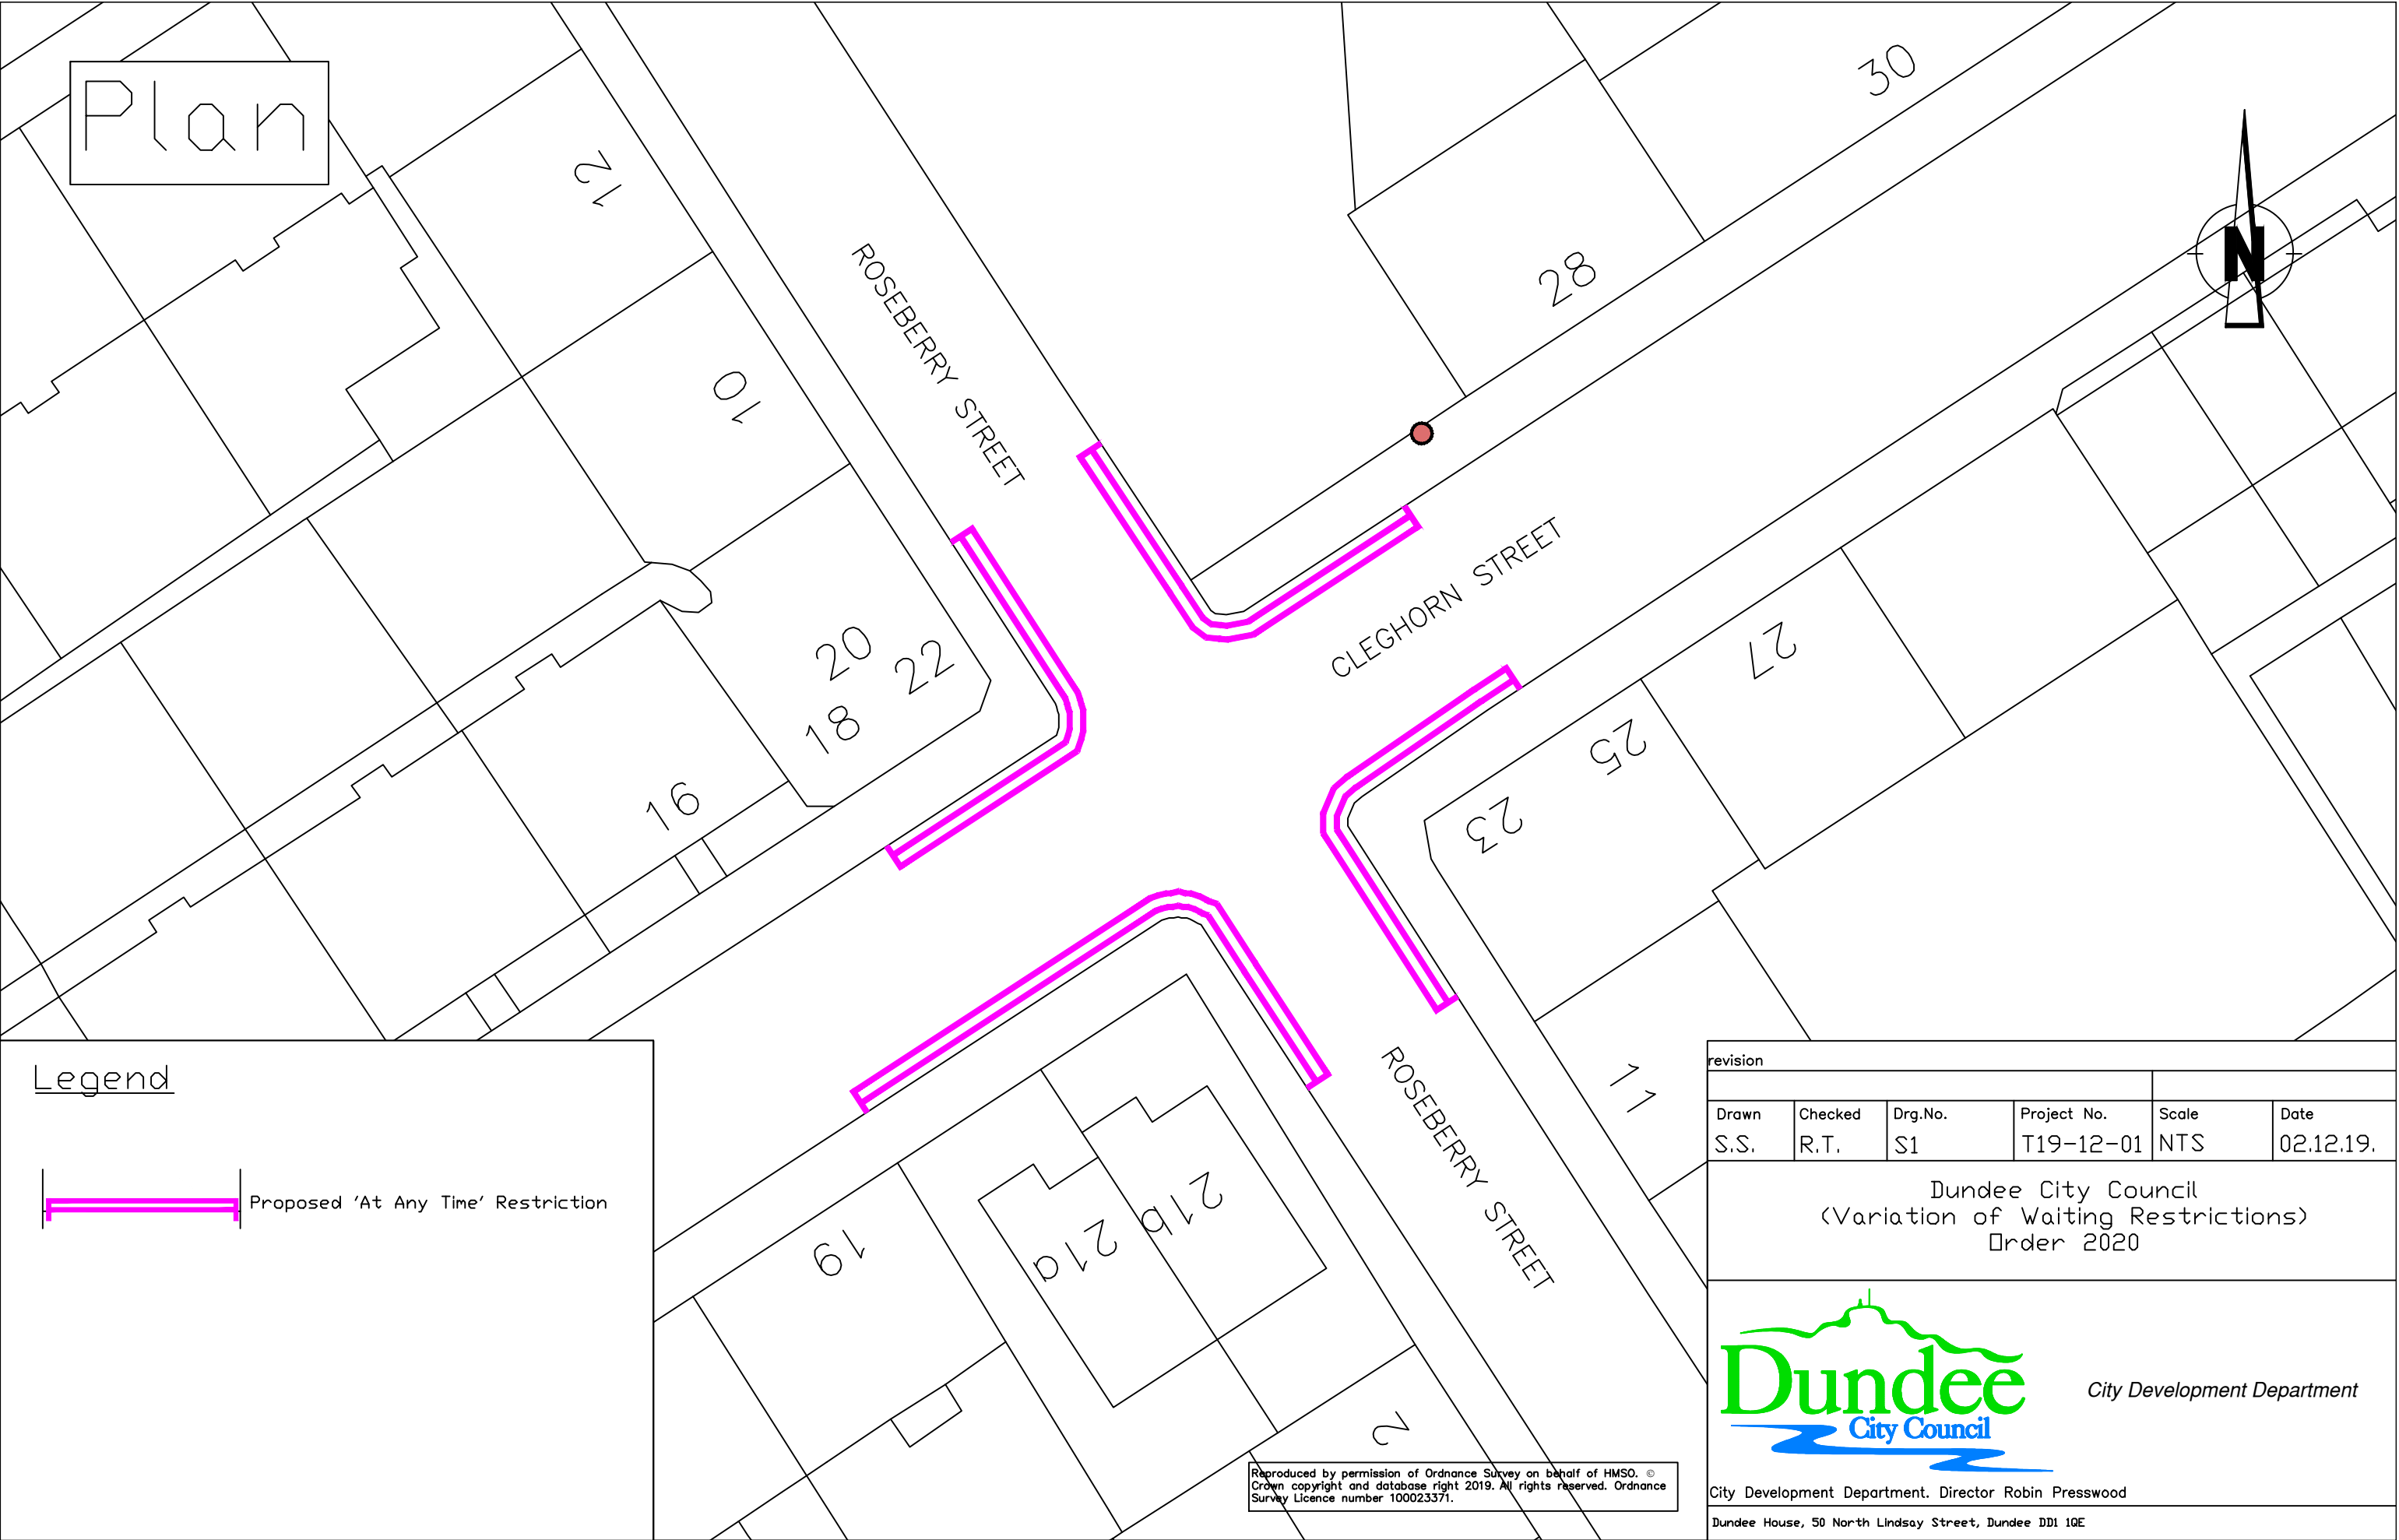 Plan
12
30
28
ROSEBERRY STREET
10
CLEGHORN STREET
20
22
18
16
27
25
23
11
ROSEBERRY STREET
21b
21a
19
2
N
Legend
Proposed 'At Any Time' Restriction
revision
Drawn Checked Drg.No. Project No. Scale Date
S.S. R.T. S1 T19-12-01 NTS 02.12.19.
Dundee City Council
(Variation of Waiting Restrictions)
Order 2020
Dundee
City Council
City Development Department
City Development Department. Director Robin Presswood
Dundee House, 50 North Lindsay Street, Dundee DD1 1QE
Reproduced by permission of Ordnance Survey on behalf of HMSO. ©
Crown copyright and database right 2019. All rights reserved. Ordnance
Survey Licence number 100023371.